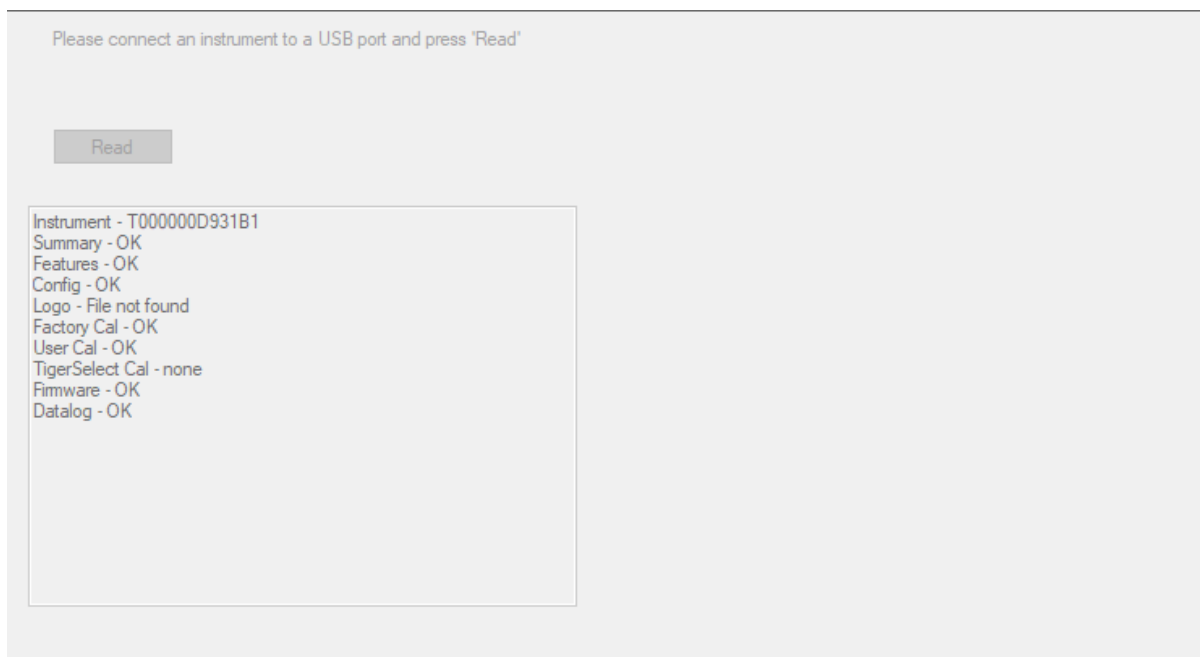 Please connect an instrument to a USB port and press 'Read'
Read
Instrument - T000000D931B1
Summary - OK
Features - OK
Config - OK
Logo - File not found
Factory Cal - OK
User Cal - OK
TigerSelect Cal - none
Firmware - OK
Datalog - OK